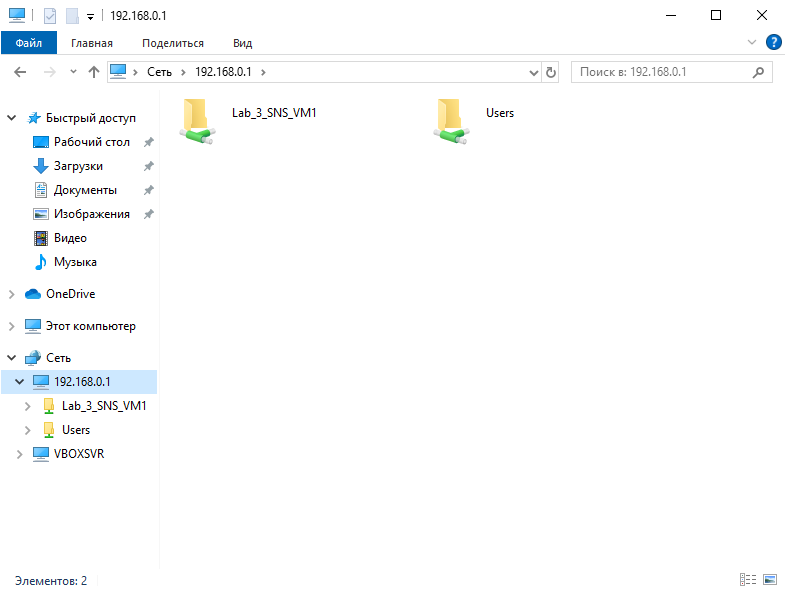 192.168.0.1
Файл Главная Поделиться Вид
Сеть 192.168.0.1 Поиск в: 192.168.0.1
Быстрый доступ
Рабочий стол
Загрузки
Документы
Изображения
Видео
Музыка
OneDrive
Этот компьютер
Сеть
192.168.0.1
Lab_3_SNS_VM1
Users
VBOXSVR
Lab_3_SNS_VM1 Users
Элементов: 2